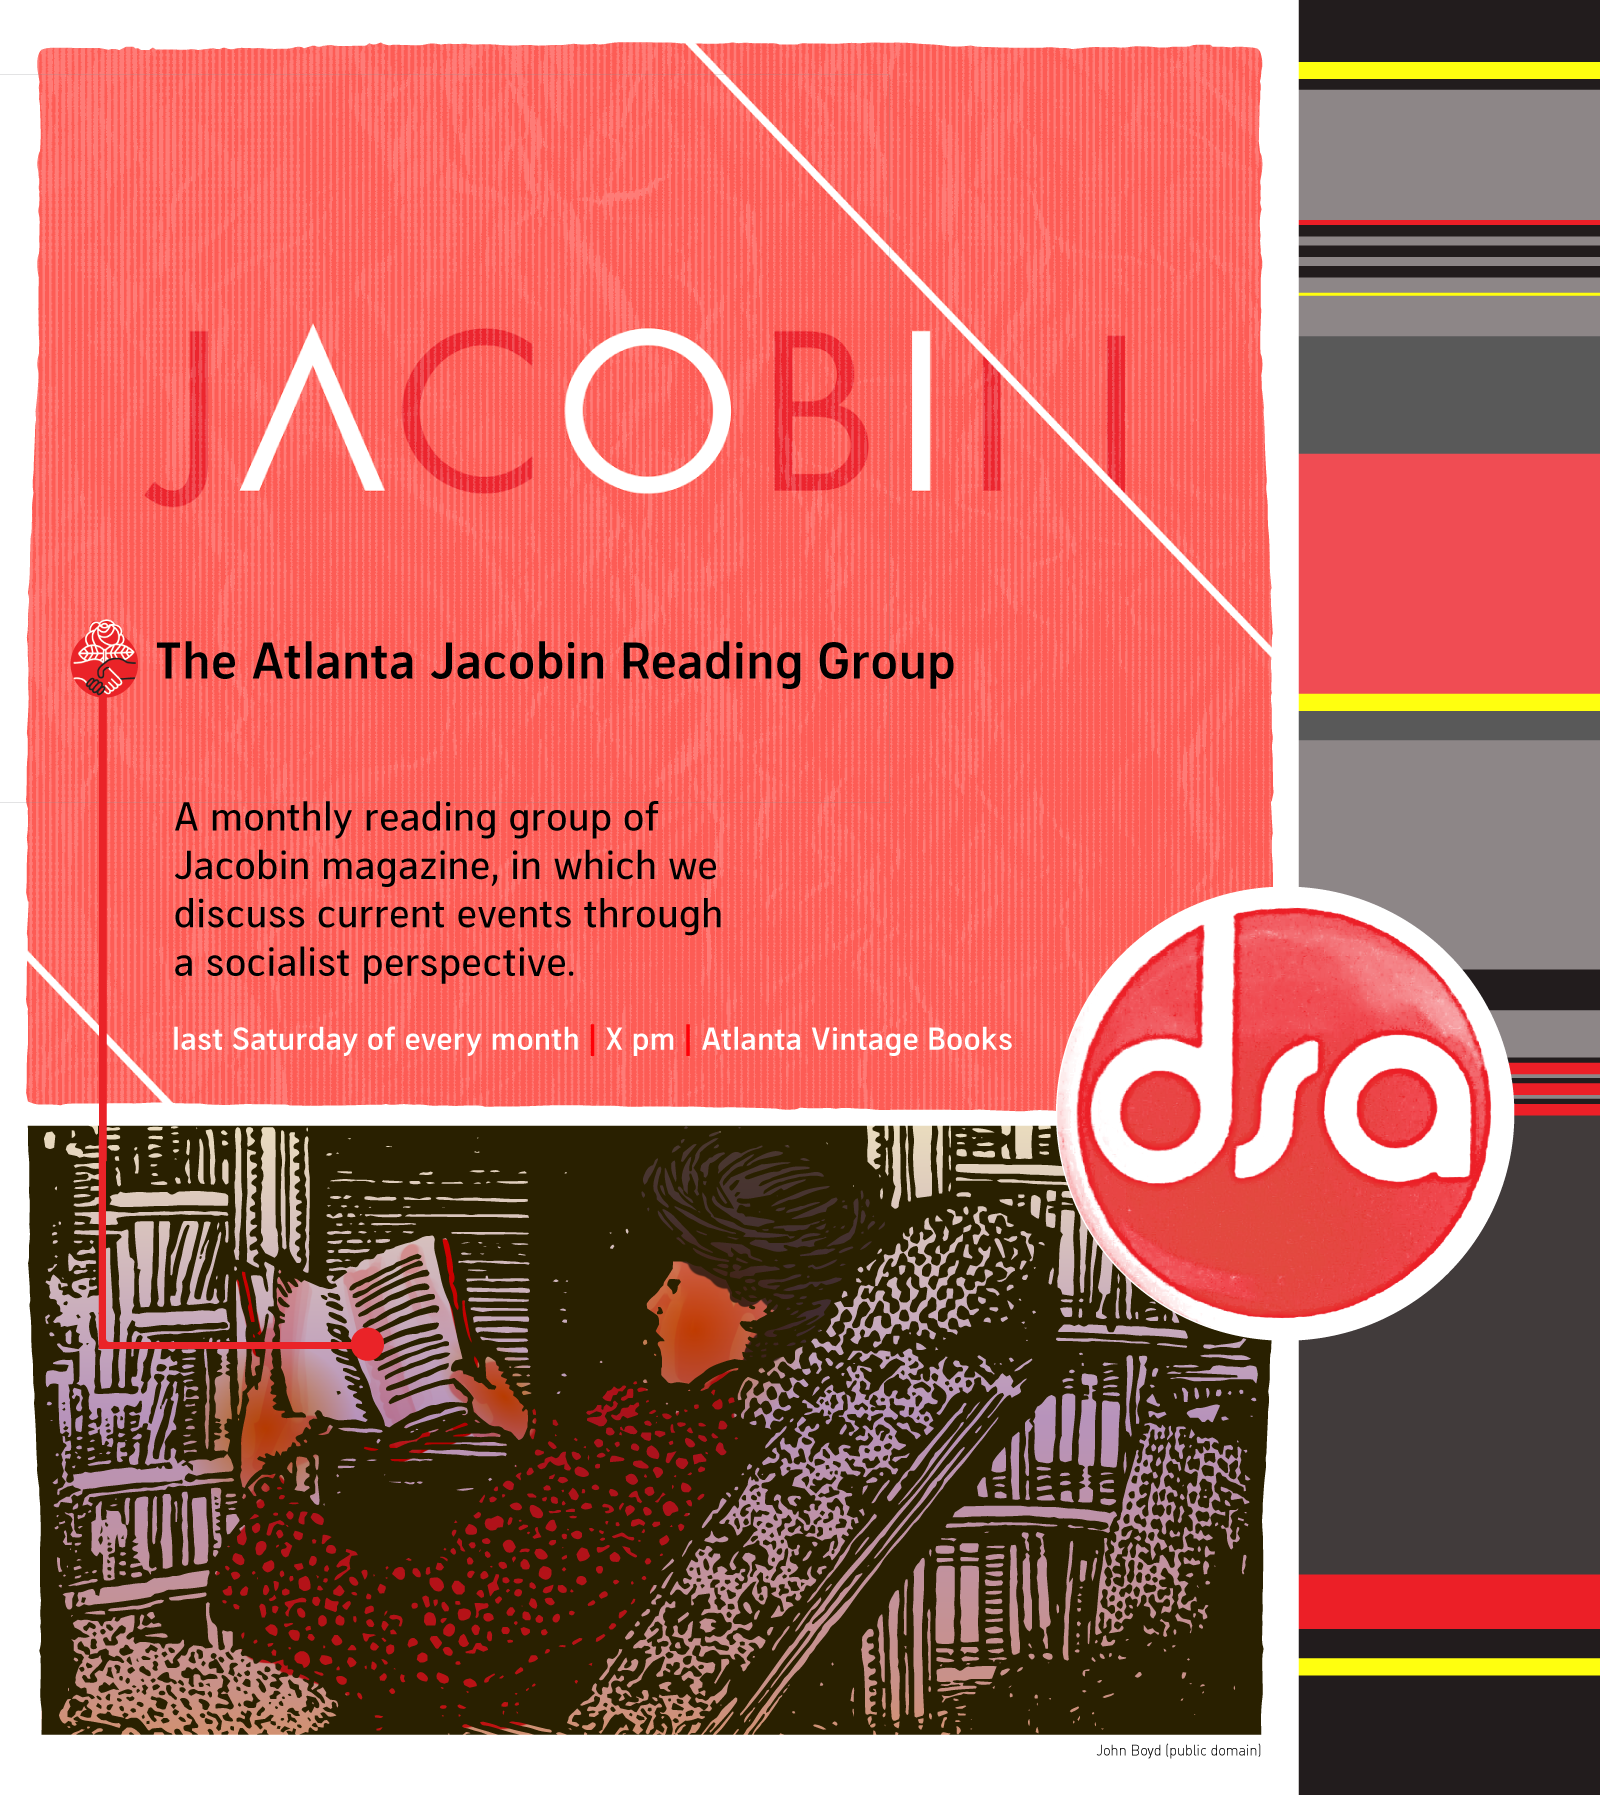 JACOBIN
The Atlanta Jacobin Reading Group
A monthly reading group of
Jacobin magazine, in which we
discuss current events through
a socialist perspective.
last Saturday of every month | X pm | Atlanta Vintage Books
dsa
John Boyd (public domain)